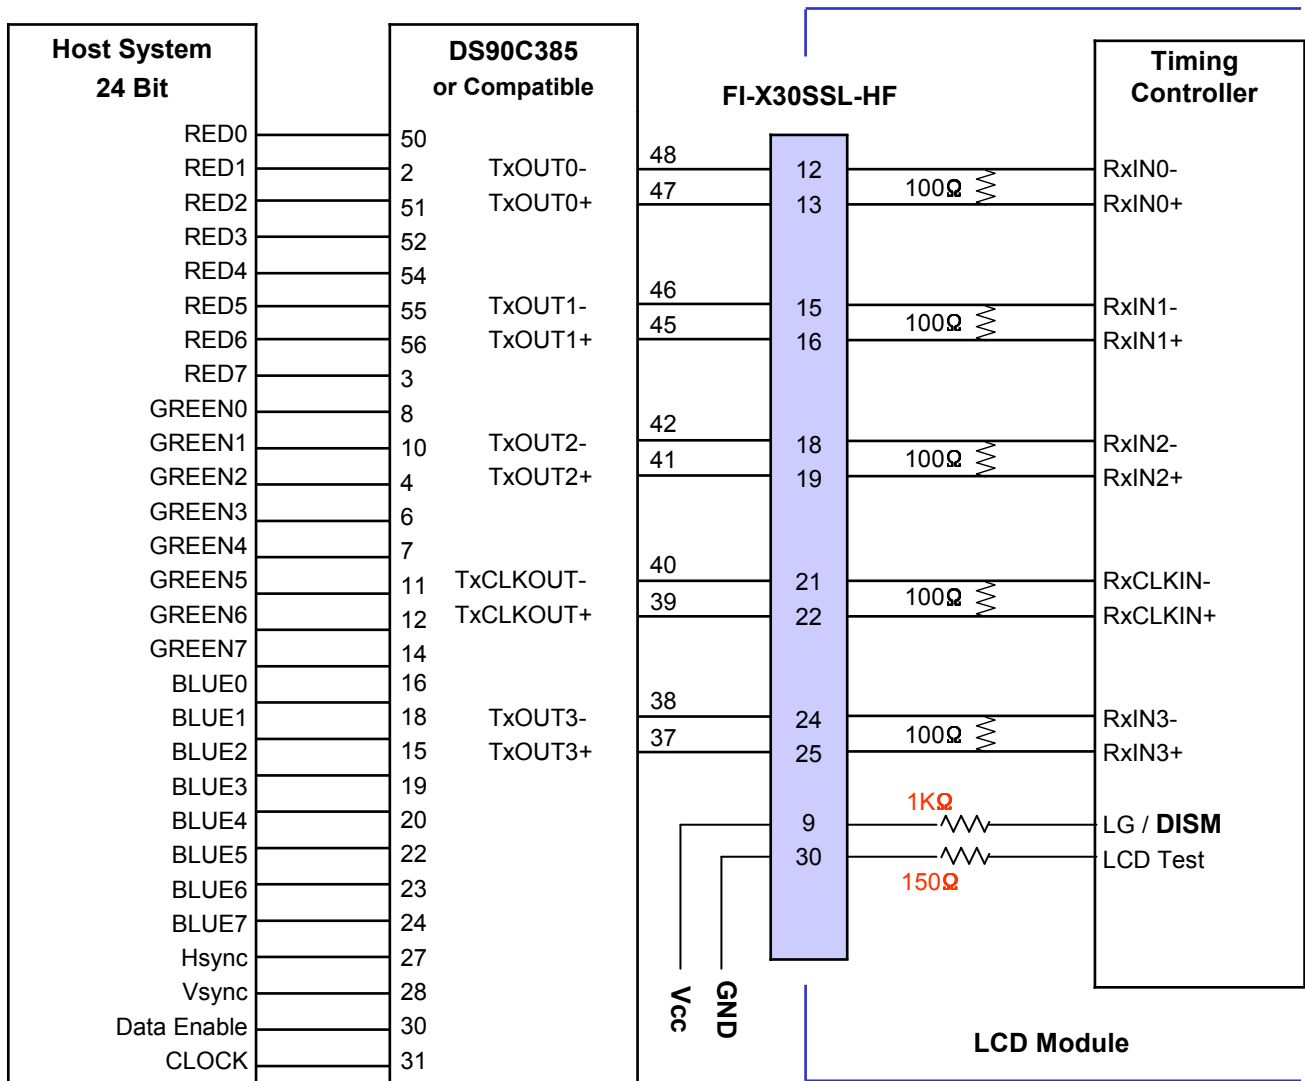 Host System
24 Bit
RED0
RED1
RED2
RED3
RED4
RED5
RED6
RED7
GREEN0
GREEN1
GREEN2
GREEN3
GREEN4
GREEN5
GREEN6
GREEN7
BLUE0
BLUE1
BLUE2
BLUE3
BLUE4
BLUE5
BLUE6
BLUE7
Hsync
Vsync
Data Enable
CLOCK
DS90C385
or Compatible
50
2
51
52
54
55
56
3
8
10
4
6
7
11
12
14
16
18
15
19
20
22
23
24
27
28
30
31
TxOUT0-
TxOUT0+
TxOUT1-
TxOUT1+
TxOUT2-
TxOUT2+
TxCLKOUT-
TxCLKOUT+
TxOUT3-
TxOUT3+
48
47
46
45
42
41
40
39
38
37
Vcc
GND
FI-X30SSL-HF
12
13
15
16
18
19
21
22
24
25
9
30
100Ω
100Ω
100Ω
100Ω
100Ω
1KΩ
150Ω
Timing
Controller
RxIN0-
RxIN0+
RxIN1-
RxIN1+
RxIN2-
RxIN2+
RxCLKIN-
RxCLKIN+
RxIN3-
RxIN3+
LG / DISM
LCD Test
LCD Module